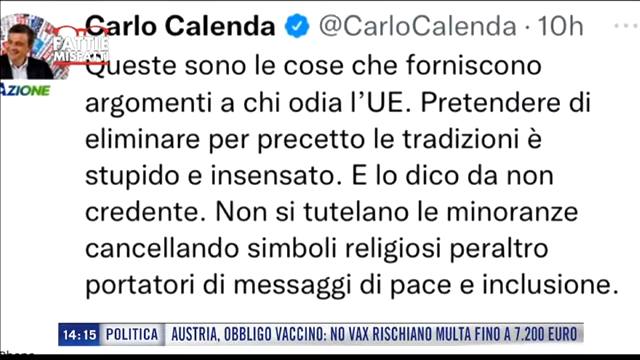 Carlo Calenda @CarloCalenda · 10h
FATTI E
MISFATTI
AZIONE
Queste sono le cose che forniscono
argomenti a chi odia l'UE. Pretendere di
eliminare per precetto le tradizioni è
stupido e insensato. E lo dico da non
credente. Non si tutelano le minoranze
cancellando simboli religiosi peraltro
portatori di messaggi di pace e inclusione.
14:15 POLITICA AUSTRIA, OBBLIGO VACCINO: NO VAX RISCHIANO MULTA FINO A 7.200 EURO